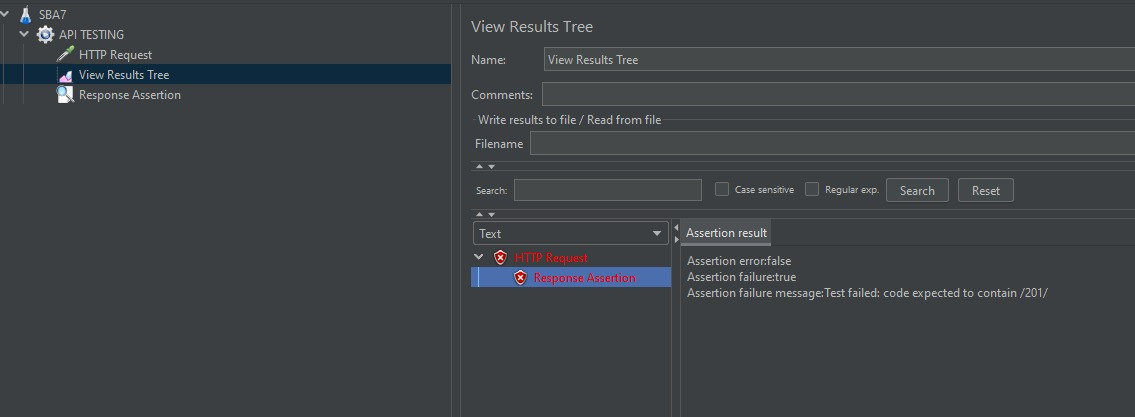 SBA7
API TESTING
HTTP Request
View Results Tree
Response Assertion
View Results Tree
Name: View Results Tree
Comments:
Write results to file / Read from file
Filename
Search: Case sensitive Regular exp. Search Reset
Text
HTTP Request
Response Assertion
Assertion result
Assertion error:false
Assertion failure:true
Assertion failure message:Test failed: code expected to contain /201/